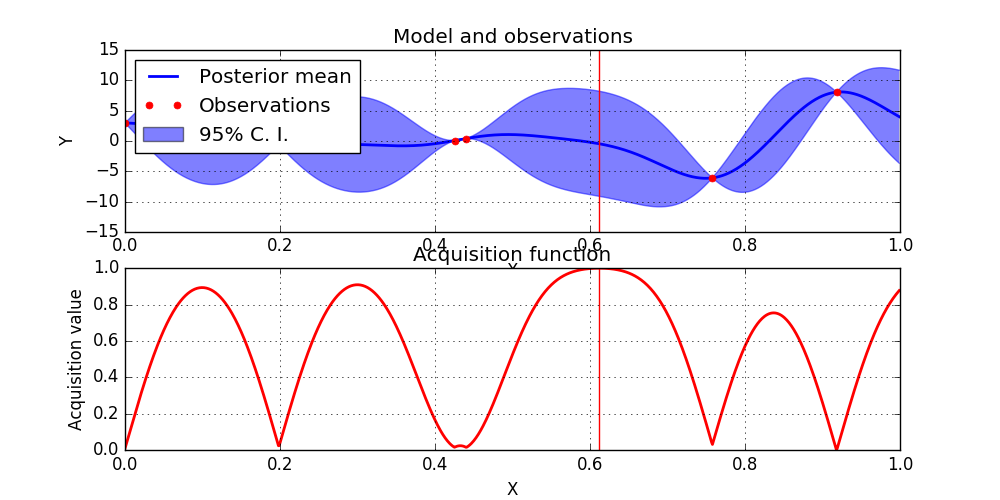 Model and observations
15
10
5
0
−5
−10
−15
Y
Posterior mean
Observations
95% C. I.
0.0 0.2 0.4 0.6 0.8 1.0
X
Acquisition function
1.0
0.8
0.6
0.4
0.2
0.0
Acquisition value
0.0 0.2 0.4 0.6 0.8 1.0
X